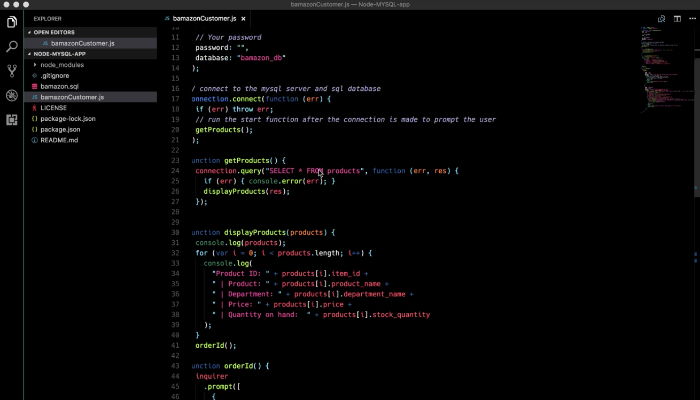 bamazonCustomer.js - Node-MYSQL-app
EXPLORER
OPEN EDITORS
JS bamazonCustomer.js
NODE-MYSQL-APP
node_modules
.gitignore
bamazon.sql
JS bamazonCustomer.js
LICENSE
{} package-lock.json
{} package.json
README.md
JS bamazonCustomer.js ×
10
11 // Your password
12 password: "",
13 database: "bamazon_db"
14 );
15
16 / connect to the mysql server and sql database
17 onnection.connect(function (err) {
18 if (err) throw err;
19 // run the start function after the connection is made to prompt the user
20 getProducts();
21 );
22
23 unction getProducts() {
24 connection.query("SELECT * FROM products", function (err, res) {
25 if (err) { console.error(err); }
26 displayProducts(res);
27 });
28
29
30 unction displayProducts(products) {
31 console.log(products);
32 for (var i = 0; i < products.length; i++) {
33 console.log(
34 "Product ID: " + products[i].item_id +
35 " | Product: " + products[i].product_name +
36 " | Department: " + products[i].department_name +
37 " | Price: " + products[i].price +
38 " | Quantity on hand:  " + products[i].stock_quantity
39 );
40 }
41 orderId();
42
43 unction orderId() {
44 inquirer
45 .prompt([
46 {